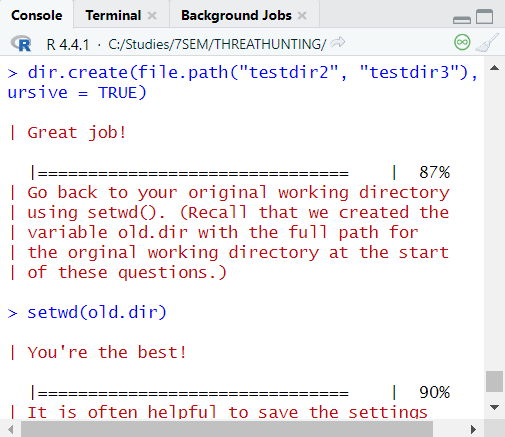 Console Terminal × Background Jobs ×
R R 4.4.1 · C:/Studies/7SEM/THREATHUNTING/
> dir.create(file.path("testdir2", "testdir3"),
ursive = TRUE)
| Great job!
|============================== | 87%
| Go back to your original working directory
| using setwd(). (Recall that we created the
| variable old.dir with the full path for
| the orginal working directory at the start
| of these questions.)
> setwd(old.dir)
| You're the best!
|============================== | 90%
| It is often helpful to save the settings